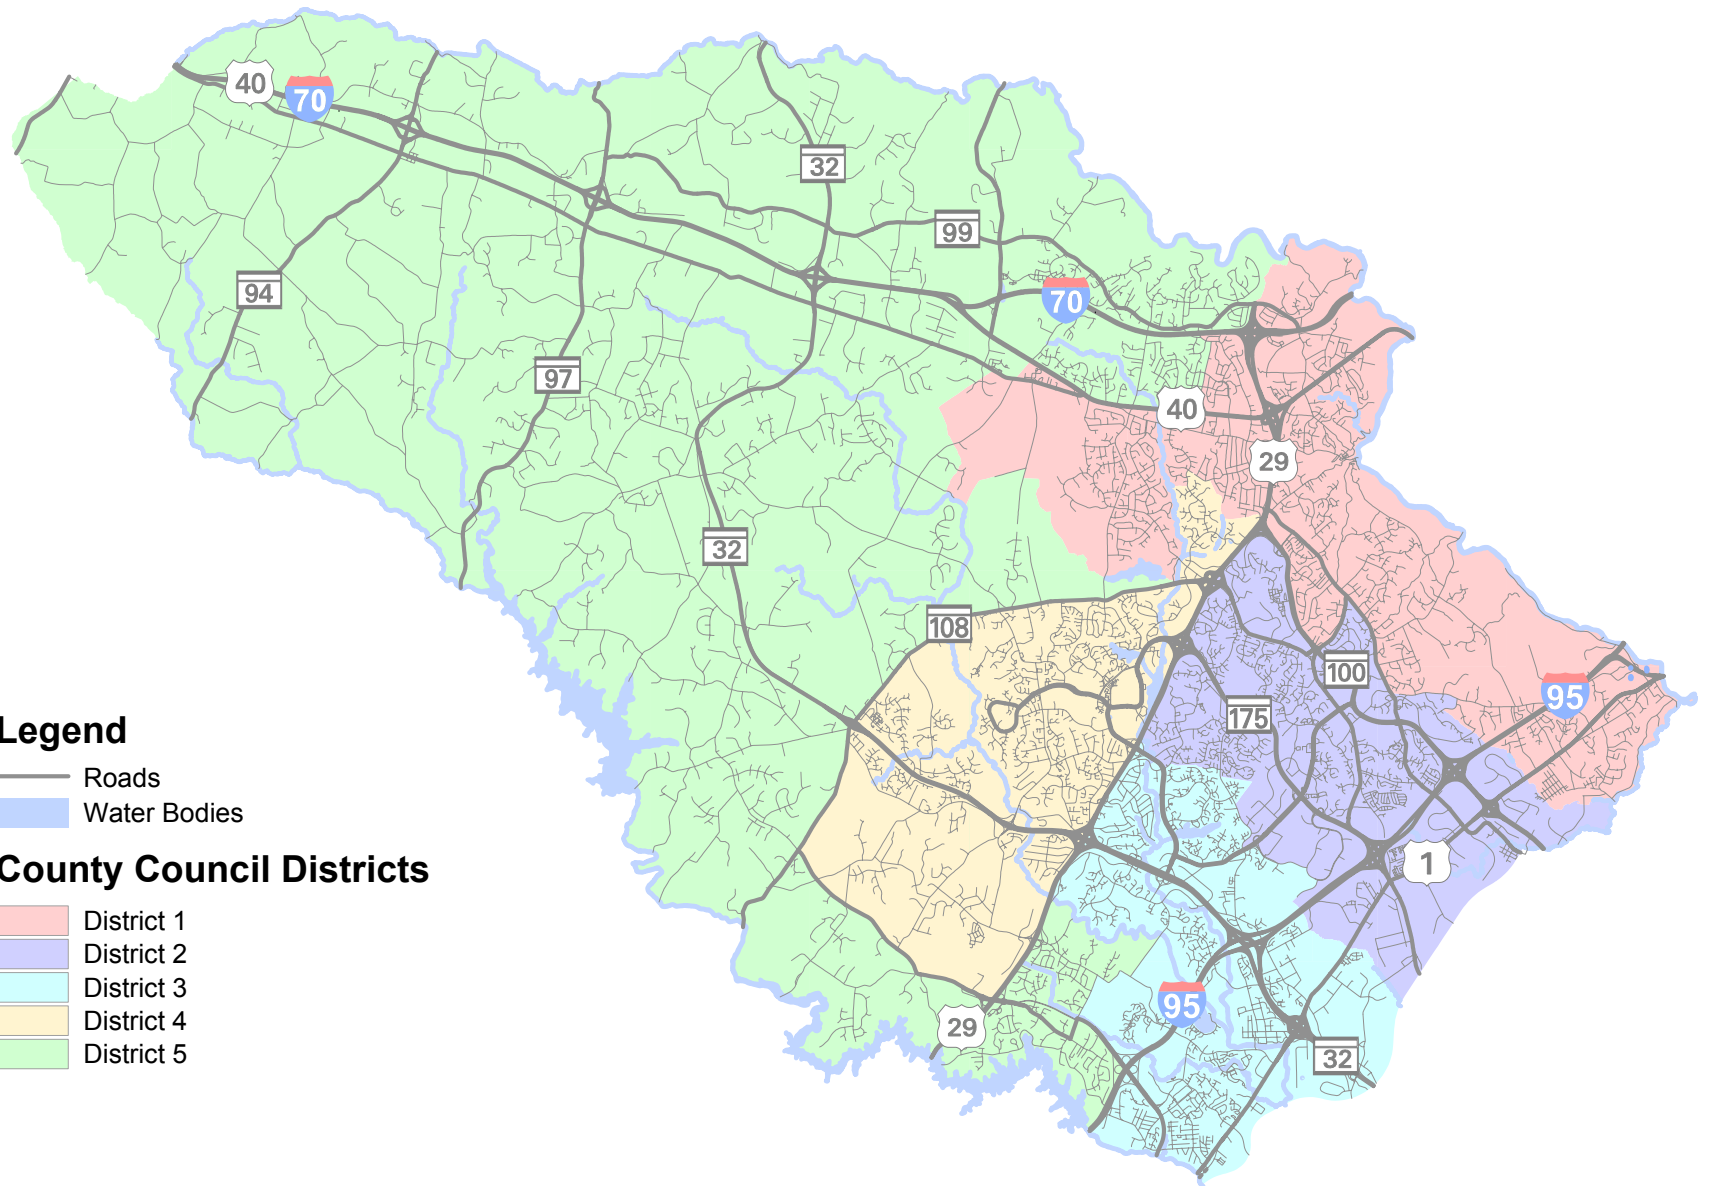 40
70
32
99
94
70
97
40
29
32
108
100
95
175
Legend
Roads
Water Bodies
County Council Districts
1
District 1
District 2
District 3
District 4
District 5
95
29
32